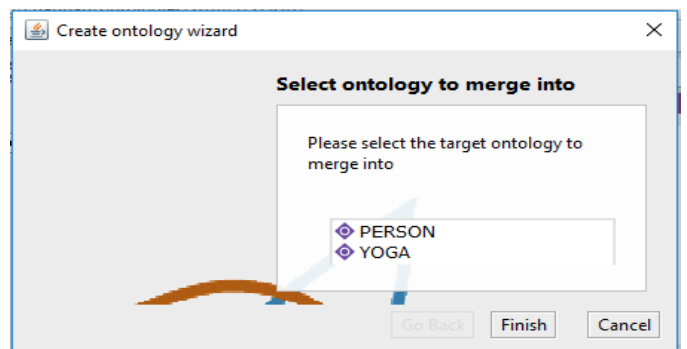 Create ontology wizard
Select ontology to merge into
Please select the target ontology to
merge into
PERSON
YOGA
Go Back Finish Cancel